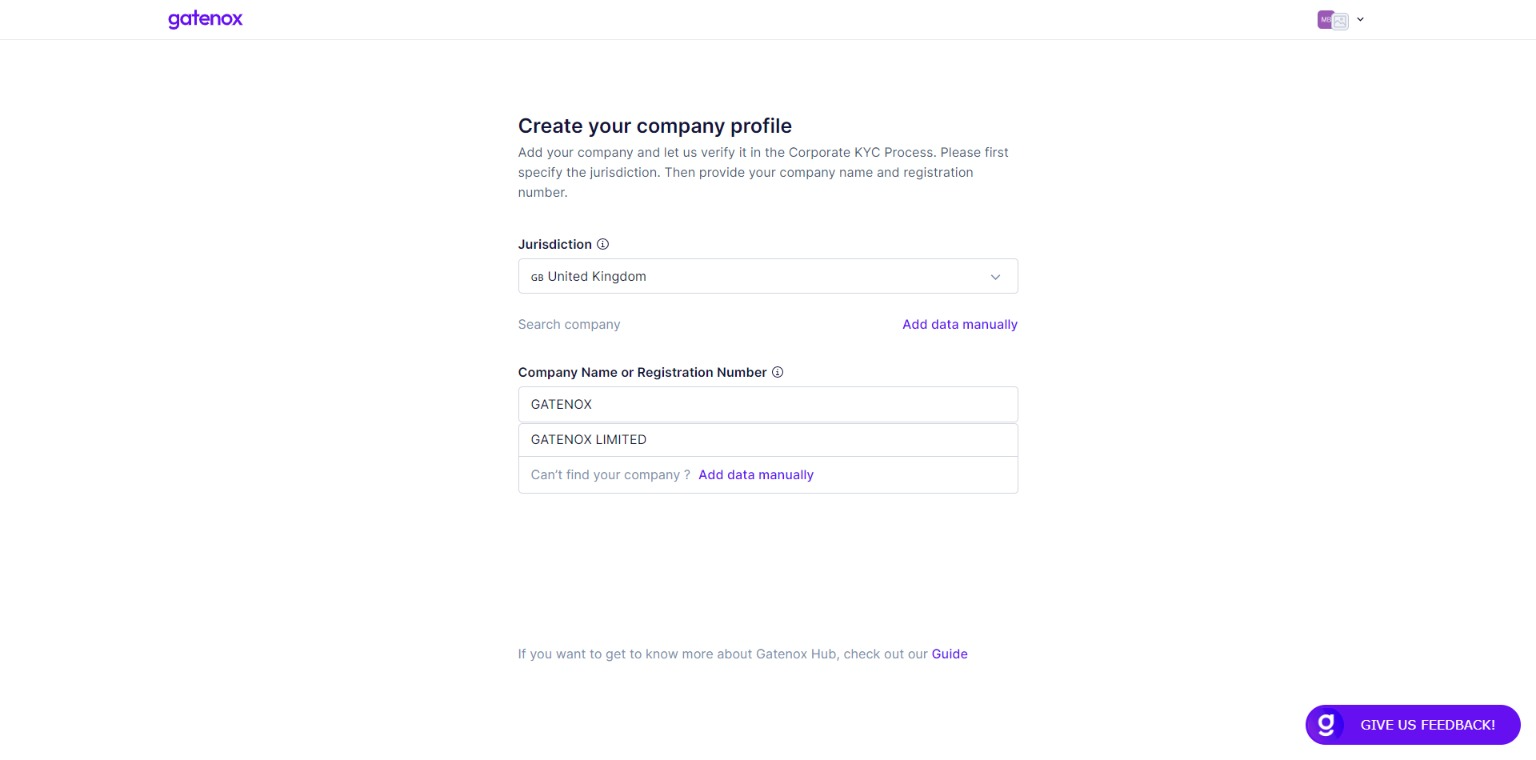 gatenox
MB
Create your company profile
Add your company and let us verify it in the Corporate KYC Process. Please first
specify the jurisdiction. Then provide your company name and registration
number.
Jurisdiction
GB United Kingdom
Search company
Add data manually
Company Name or Registration Number
GATENOX
GATENOX LIMITED
Can't find your company ? Add data manually
If you want to get to know more about Gatenox Hub, check out our Guide
g GIVE US FEEDBACK!